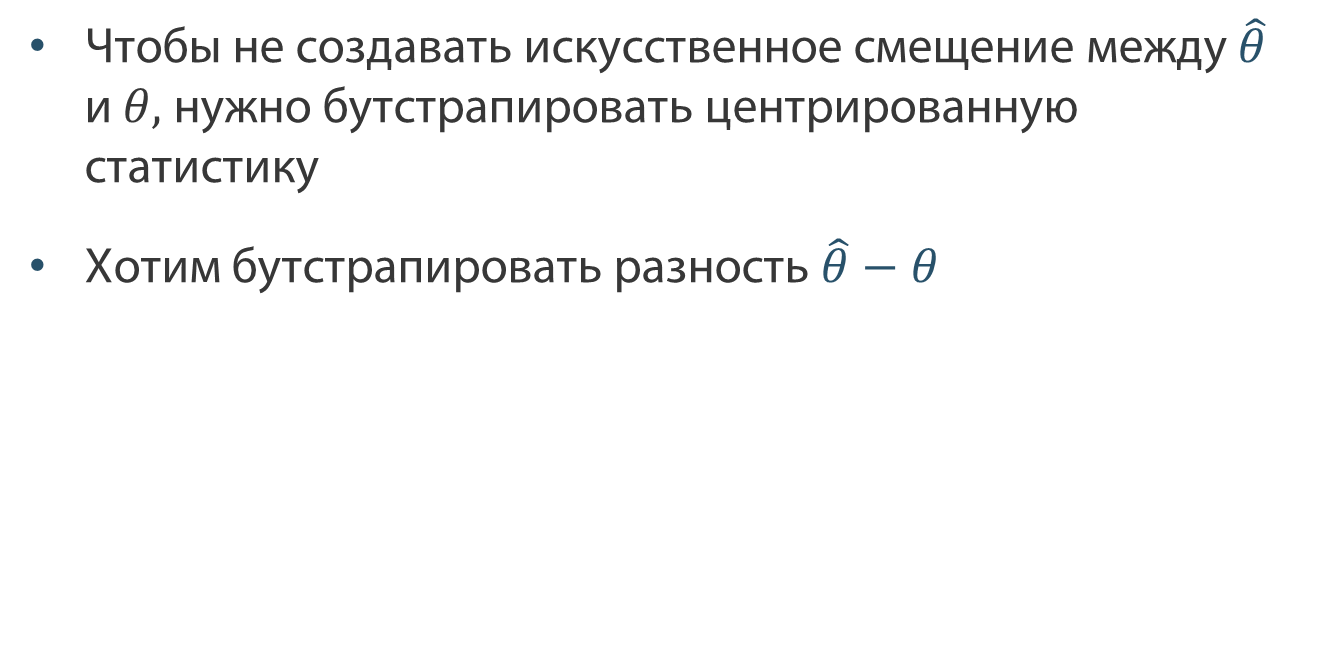 • Чтобы не создавать искусственное смещение между θ̂
и θ, нужно бутстрапировать центрированную
статистику
• Хотим бутстрапировать разность θ̂ − θ